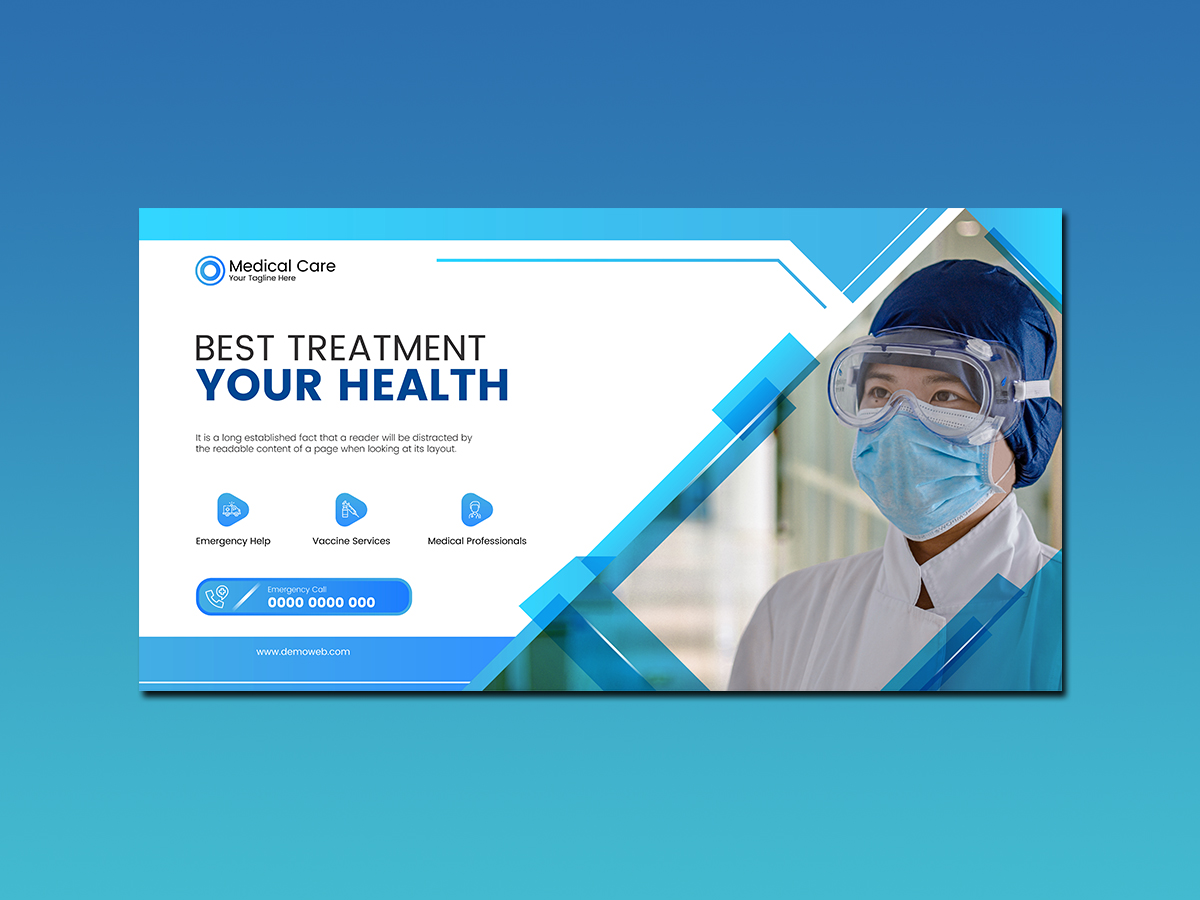 Medical Care
Your Tagline Here
BEST TREATMENT
YOUR HEALTH
It is a long established fact that a reader will be distracted by
the readable content of a page when looking at its layout.
Emergency Help
Vaccine Services
Medical Professionals
Emergency Call
0000 0000 000
www.demoweb.com